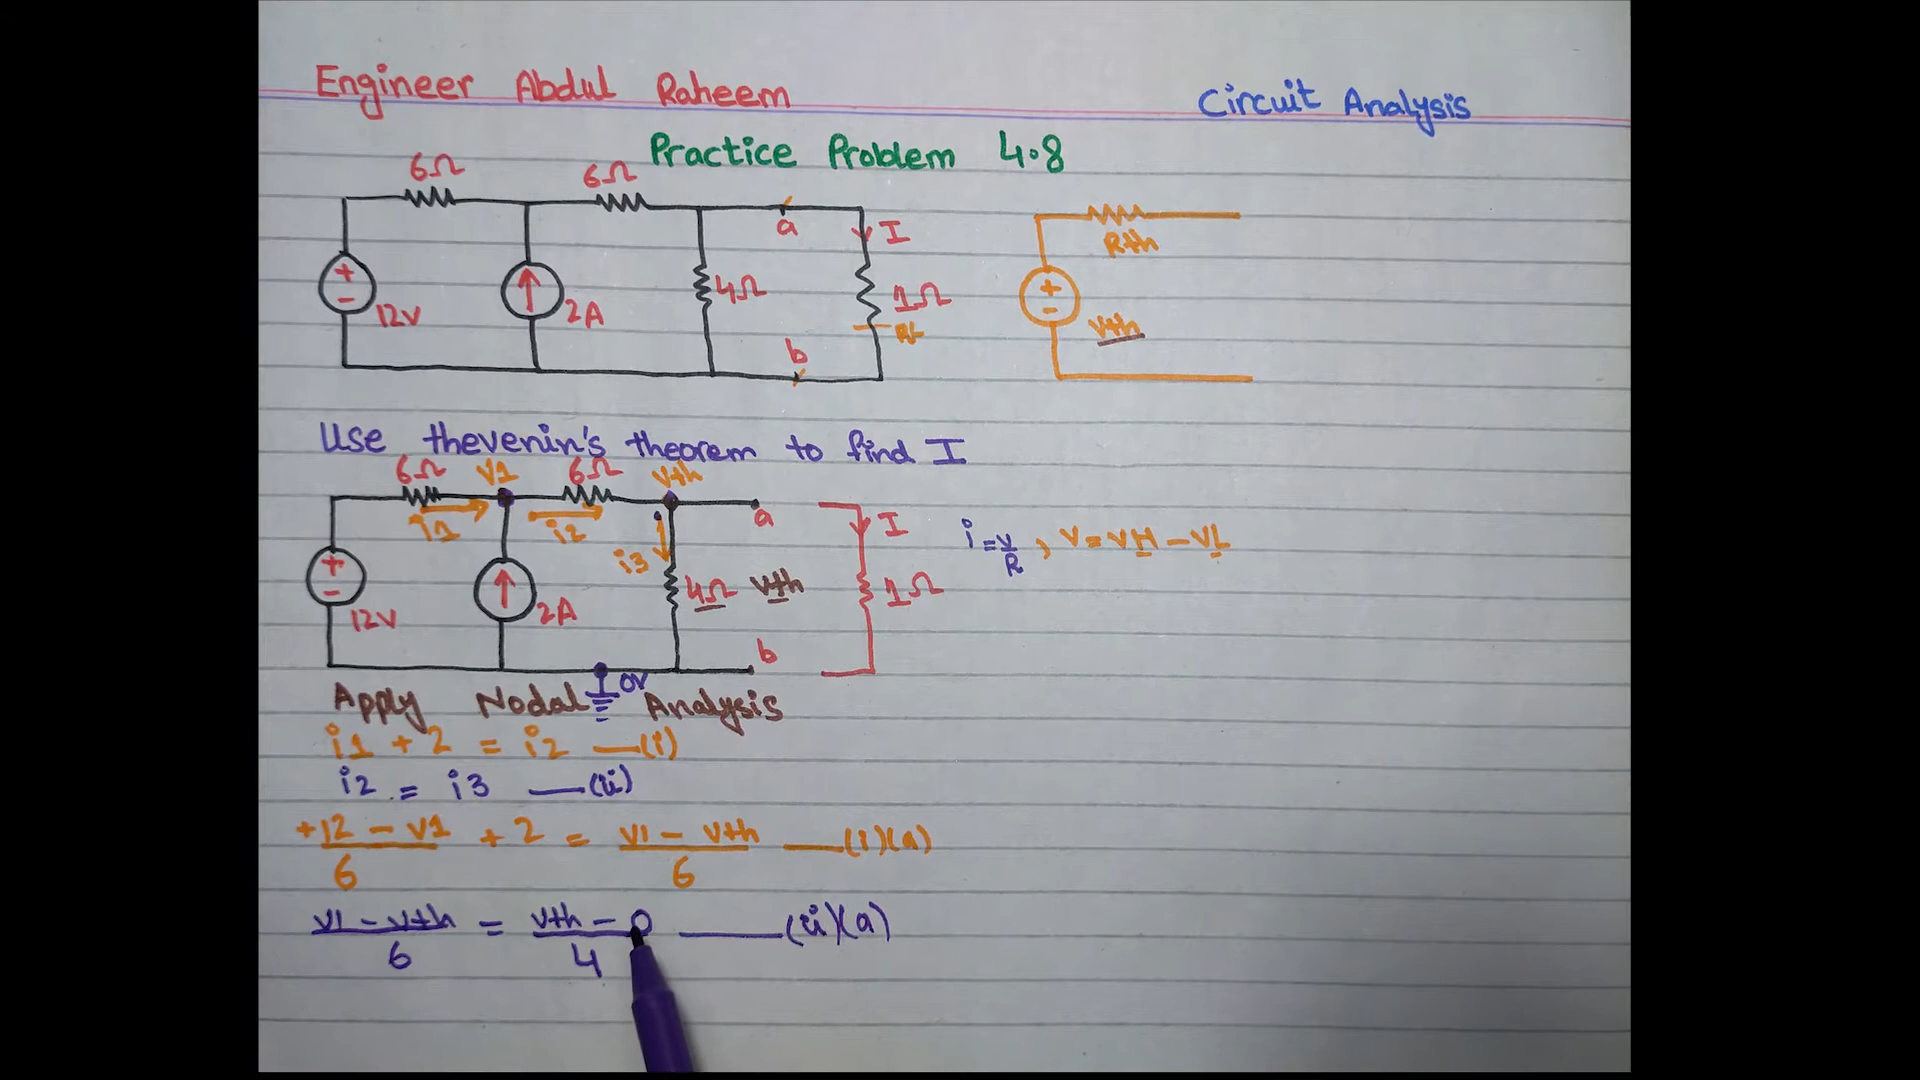 Engineer Abdul Raheem
Circuit Analysis
Practice Problem 4.8
6Ω
6Ω
a
I
Rth
12V
2A
4Ω
1Ω
RL
Vth
b
Use thevenin's theorem to find I
6Ω
V1
6Ω
Vth
i1
i2
a
I
i = V/R , V = VH - VL
i3
12V
2A
4Ω
Vth
1Ω
b
0V
Apply Nodal Analysis
i1 + 2 = i2 —(i)
i2 = i3 —(ii)
+12 - V1 / 6 + 2 = V1 - Vth / 6 —(i)(a)
V1 - Vth / 6 = Vth - 0 / 4 —(ii)(a)